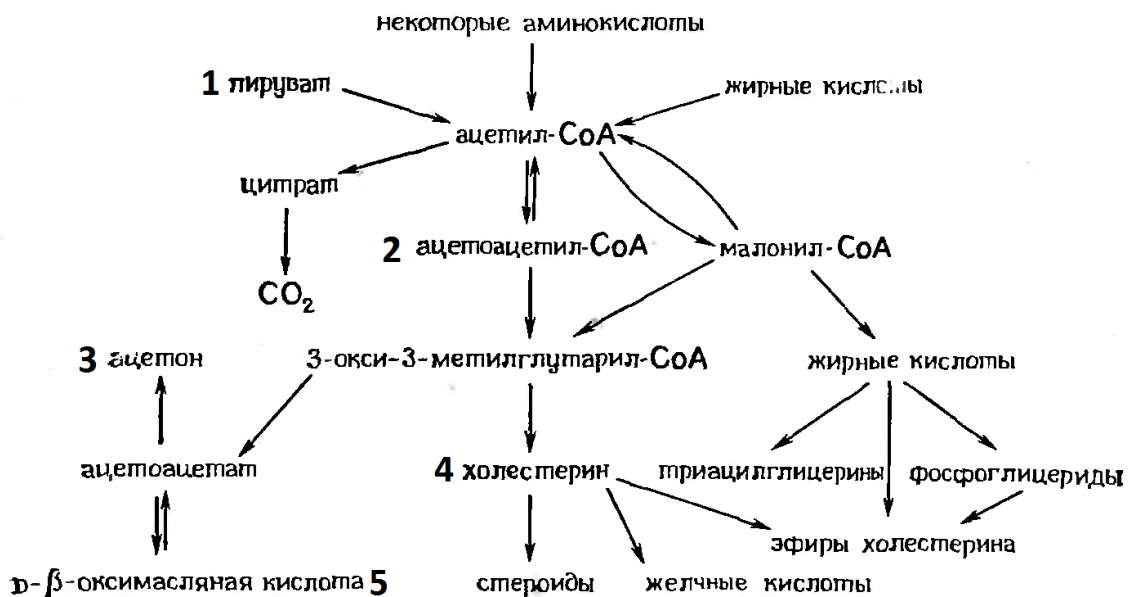 некоторые аминокислоты
1 пируват
жирные кислоты
ацетил-CoA
цитрат
2 ацетоацетил-CoA
малонил-CoA
CO₂
3 ацетон
3-окси-3-метилглутарил-CoA
жирные кислоты
ацетоацетат
4 холестерин
триацилглицерины
фосфоглицериды
эфиры холестерина
D-β-оксимасляная кислота 5
стероиды
желчные кислоты